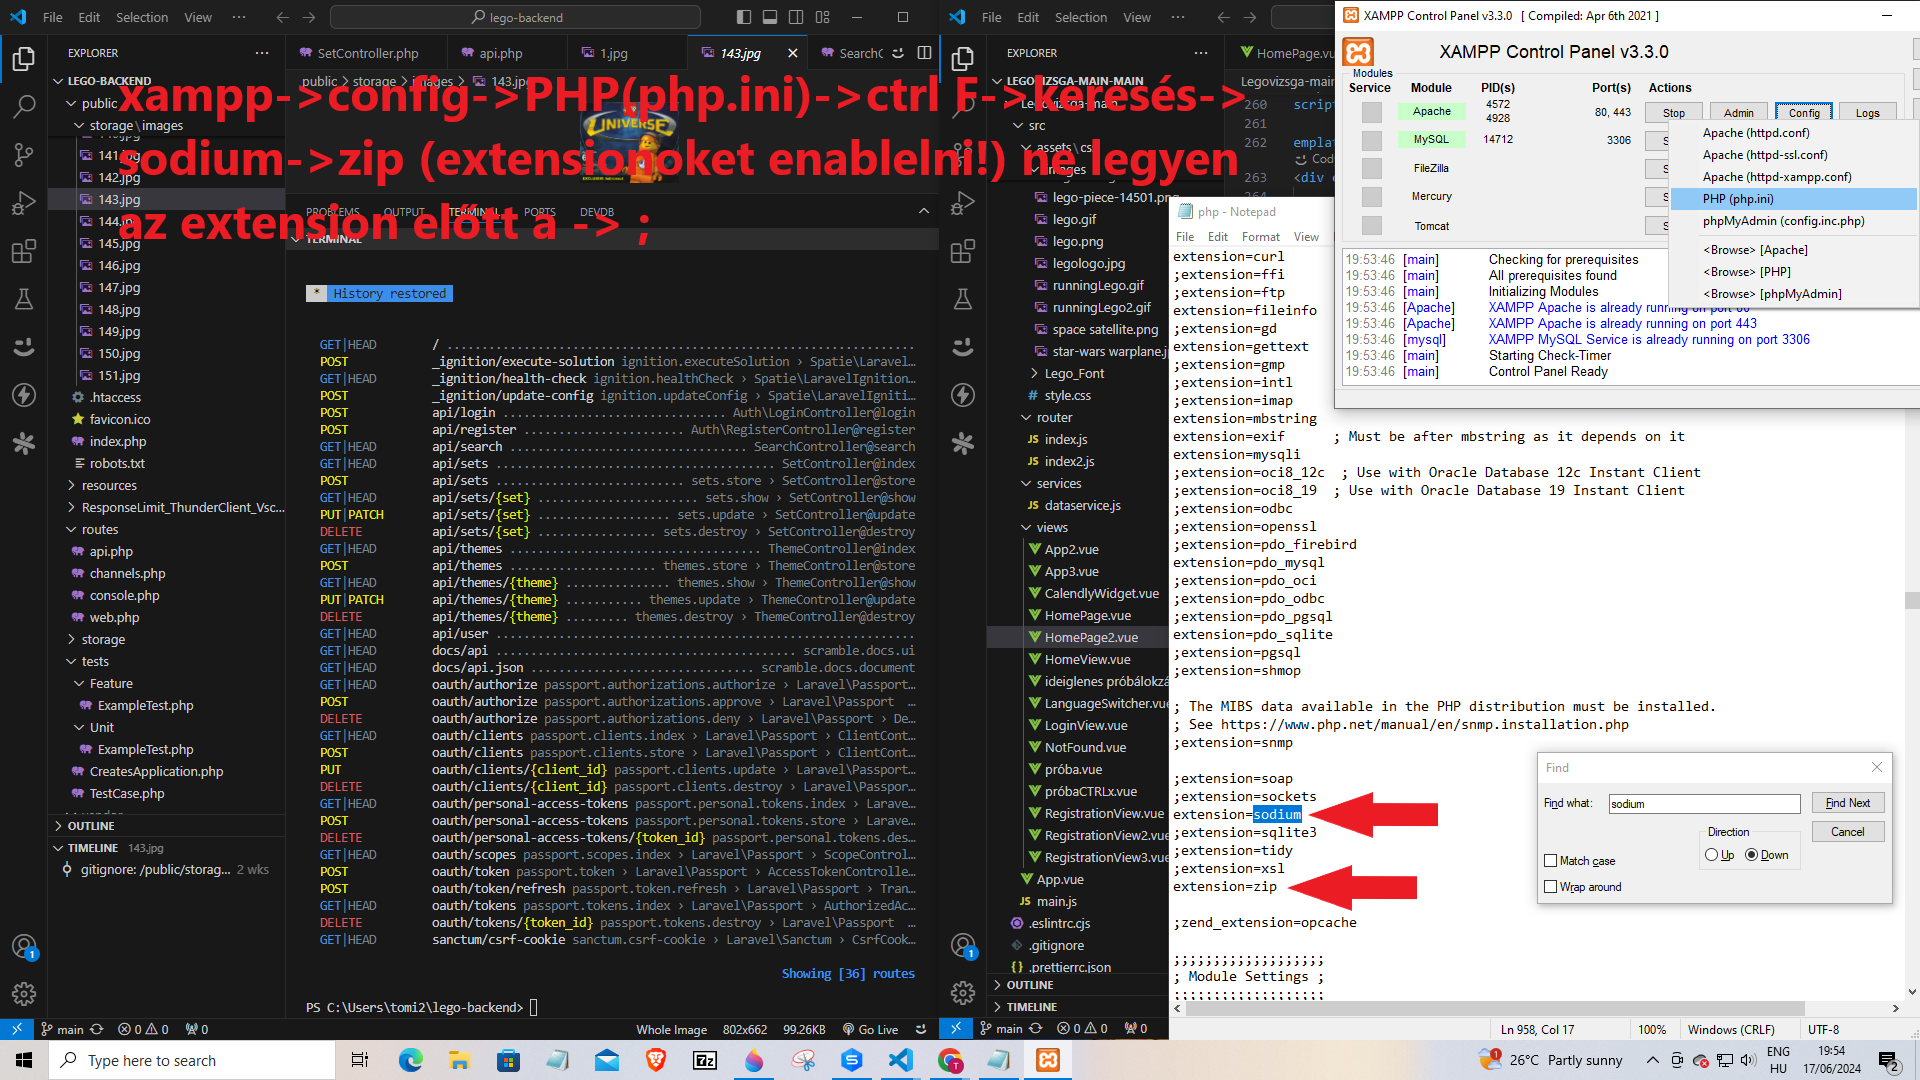 File Edit Selection View ··· lego-backend
EXPLORER
LEGO-BACKEND
public
storage\images
141.jpg
142.jpg
143.jpg
144.jpg
145.jpg
146.jpg
147.jpg
148.jpg
149.jpg
150.jpg
151.jpg
.htaccess
favicon.ico
index.php
robots.txt
resources
ResponseLimit_ThunderClient_Vsc...
routes
api.php
channels.php
console.php
web.php
storage
tests
Feature
ExampleTest.php
Unit
ExampleTest.php
CreatesApplication.php
TestCase.php
OUTLINE
TIMELINE 143.jpg
gitignore: /public/storag... 2 wks
SetController.php api.php 1.jpg 143.jpg
public > storage > images > 143.jpg
xampp->config->PHP(php.ini)->ctrl F->keresés->
sodium->zip (extensionöket enablelni!) ne legyen
az extension előtt a -> ;
UNIVERSE
PROBLEMS OUTPUT TERMINAL PORTS DEVDB
TERMINAL
* History restored
GET|HEAD / ................................................................
POST _ignition/execute-solution ignition.executeSolution › Spatie\Laravel…
GET|HEAD _ignition/health-check ignition.healthCheck › Spatie\LaravelIgnition…
POST _ignition/update-config ignition.updateConfig › Spatie\LaravelIgniti…
POST api/login ............................. Auth\LoginController@login
POST api/register ....................... Auth\RegisterController@register
GET|HEAD api/search ................................ SearchController@search
GET|HEAD api/sets ................................... SetController@index
POST api/sets ........................ sets.store › SetController@store
GET|HEAD api/sets/{set} ................... sets.show › SetController@show
PUT|PATCH api/sets/{set} ................. sets.update › SetController@update
DELETE api/sets/{set} ................ sets.destroy › SetController@destroy
GET|HEAD api/themes ................................. ThemeController@index
POST api/themes .................... themes.store › ThemeController@store
GET|HEAD api/themes/{theme} ............. themes.show › ThemeController@show
PUT|PATCH api/themes/{theme} ........... themes.update › ThemeController@update
DELETE api/themes/{theme} ......... themes.destroy › ThemeController@destroy
GET|HEAD api/user .......................................................
GET|HEAD docs/api ........................................ scramble.docs.ui
GET|HEAD docs/api.json .............................. scramble.docs.document
GET|HEAD oauth/authorize passport.authorizations.authorize › Laravel\Passport…
POST oauth/authorize passport.authorizations.approve › Laravel\Passport …
DELETE oauth/authorize passport.authorizations.deny › Laravel\Passport › De…
GET|HEAD oauth/clients passport.clients.index › Laravel\Passport › ClientCont…
POST oauth/clients passport.clients.store › Laravel\Passport › ClientCont…
PUT oauth/clients/{client_id} passport.clients.update › Laravel\Passport…
DELETE oauth/clients/{client_id} passport.clients.destroy › Laravel\Passpor…
GET|HEAD oauth/personal-access-tokens passport.personal.tokens.index › Larave…
POST oauth/personal-access-tokens passport.personal.tokens.store › Larave…
DELETE oauth/personal-access-tokens/{token_id} passport.personal.tokens.des…
GET|HEAD oauth/scopes passport.scopes.index › Laravel\Passport › ScopeControl…
POST oauth/token passport.token › Laravel\Passport › AccessTokenControlle…
POST oauth/token/refresh passport.token.refresh › Laravel\Passport › Tran…
GET|HEAD oauth/tokens passport.tokens.index › Laravel\Passport › AuthorizedAc…
DELETE oauth/tokens/{token_id} passport.tokens.destroy › Laravel\Passport …
GET|HEAD sanctum/csrf-cookie sanctum.csrf-cookie › Laravel\Sanctum › CsrfCook…
Showing [36] routes
PS C:\Users\tomi2\lego-backend>
main 0 0 0 Whole Image 802x662 99.26KB Go Live
File Edit Selection View ···
EXPLORER
LEGOVIZSGA-MAIN-MAIN
src
lego-piece-14501.png
lego.gif
lego.png
legologo.jpg
runningLego.gif
runningLego2.gif
space satellite.png
star-wars warplane.j
Lego_Font
style.css
router
index.js
index2.js
services
dataservice.js
views
App2.vue
App3.vue
CalendlyWidget.vue
HomePage.vue
HomePage2.vue
HomeView.vue
ideiglenes próbálokzá
LanguageSwitcher.vue
LoginView.vue
NotFound.vue
próba.vue
próbaCTRLx.vue
RegistrationView.vue
RegistrationView2.vue
RegistrationView3.vue
App.vue
main.js
.eslintrc.cjs
.gitignore
.prettierrc.json
OUTLINE
TIMELINE
main 0 0 0
HomePage.vu
Legovizsga-mair
260 script
261
262 emplat
263 <div c
php - Notepad
File Edit Format View
extension=curl
;extension=ffi
;extension=ftp
extension=fileinfo
;extension=gd
extension=gettext
;extension=gmp
;extension=intl
;extension=imap
extension=mbstring
extension=exif ; Must be after mbstring as it depends on it
extension=mysqli
;extension=oci8_12c ; Use with Oracle Database 12c Instant Client
;extension=oci8_19 ; Use with Oracle Database 19 Instant Client
;extension=odbc
;extension=openssl
;extension=pdo_firebird
extension=pdo_mysql
;extension=pdo_oci
;extension=pdo_odbc
;extension=pdo_pgsql
extension=pdo_sqlite
;extension=pgsql
;extension=shmop
; The MIBS data available in the PHP distribution must be installed.
; See https://www.php.net/manual/en/snmp.installation.php
;extension=snmp
;extension=soap
;extension=sockets
extension=sodium
;extension=sqlite3
;extension=tidy
;extension=xsl
extension=zip
;zend_extension=opcache
;;;;;;;;;;;;;;;;;;;
; Module Settings ;
;;;;;;;;;;;;;;;;;;;
Ln 958, Col 17 100% Windows (CRLF) UTF-8
XAMPP Control Panel v3.3.0 [ Compiled: Apr 6th 2021 ]
XAMPP Control Panel v3.3.0
Modules
Service Module PID(s) Port(s) Actions
Apache 4572 4928 80, 443 Stop Admin Config Logs
MySQL 14712 3306
FileZilla
Mercury
Tomcat
Apache (httpd.conf)
Apache (httpd-ssl.conf)
Apache (httpd-xampp.conf)
PHP (php.ini)
phpMyAdmin (config.inc.php)
<Browse> [Apache]
<Browse> [PHP]
<Browse> [phpMyAdmin]
19:53:46 [main] Checking for prerequisites
19:53:46 [main] All prerequisites found
19:53:46 [main] Initializing Modules
19:53:46 [Apache] XAMPP Apache is already running on port 80
19:53:46 [Apache] XAMPP Apache is already running on port 443
19:53:46 [mysql] XAMPP MySQL Service is already running on port 3306
19:53:46 [main] Starting Check-Timer
19:53:46 [main] Control Panel Ready
Find
Find what: sodium Find Next
Direction Cancel
Up Down
Match case
Wrap around
Type here to search
26°C Partly sunny ENG HU 19:54 17/06/2024 2